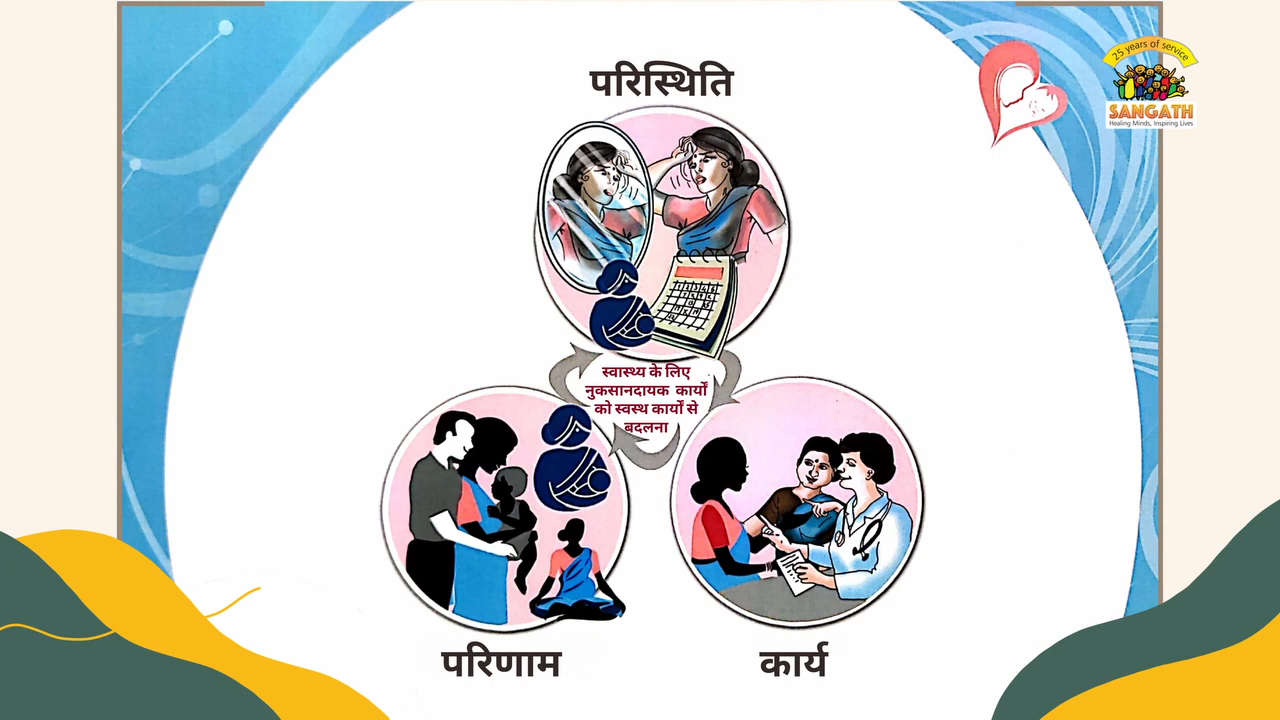 परिस्थिति
25 years of service
SANGATH
Healing Minds, Inspiring Lives
स्वास्थ्य के लिए
नुकसानदायक कार्यों
को स्वस्थ कार्यों से
बदलना
परिणाम
कार्य